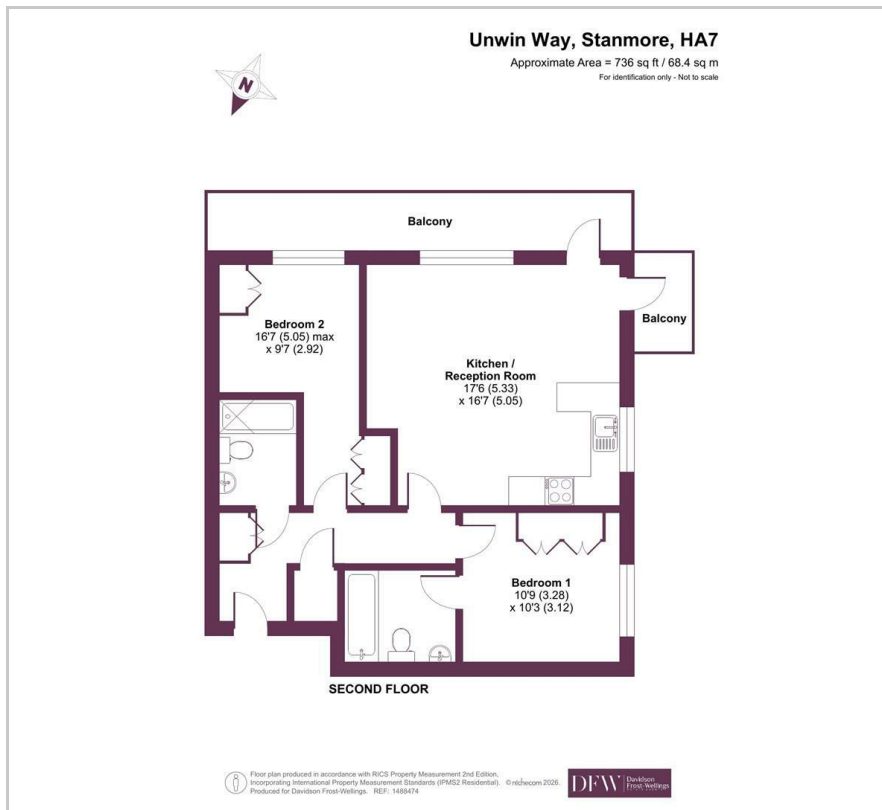 Unwin Way, Stanmore, HA7
Approximate Area = 736 sq ft / 68.4 sq m
For identification only - Not to scale
N
Balcony
Bedroom 2
16'7 (5.05) max
x 9'7 (2.92)
Balcony
Kitchen /
Reception Room
17'6 (5.33)
x 16'7 (5.05)
Bedroom 1
10'9 (3.28)
x 10'3 (3.12)
SECOND FLOOR
Floor plan produced in accordance with RICS Property Measurement 2nd Edition,
Incorporating International Property Measurement Standards (IPMS2 Residential). © nichecom 2026.
Produced for Davidson Frost-Wellings. REF: 1488474
DFW Davidson
Frost-Wellings